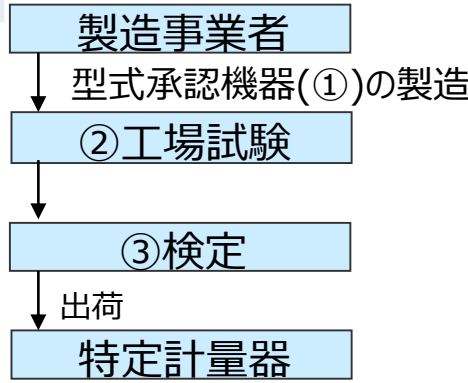 製造事業者
型式承認機器(①)の製造
②工場試験
③検定
出荷
特定計量器